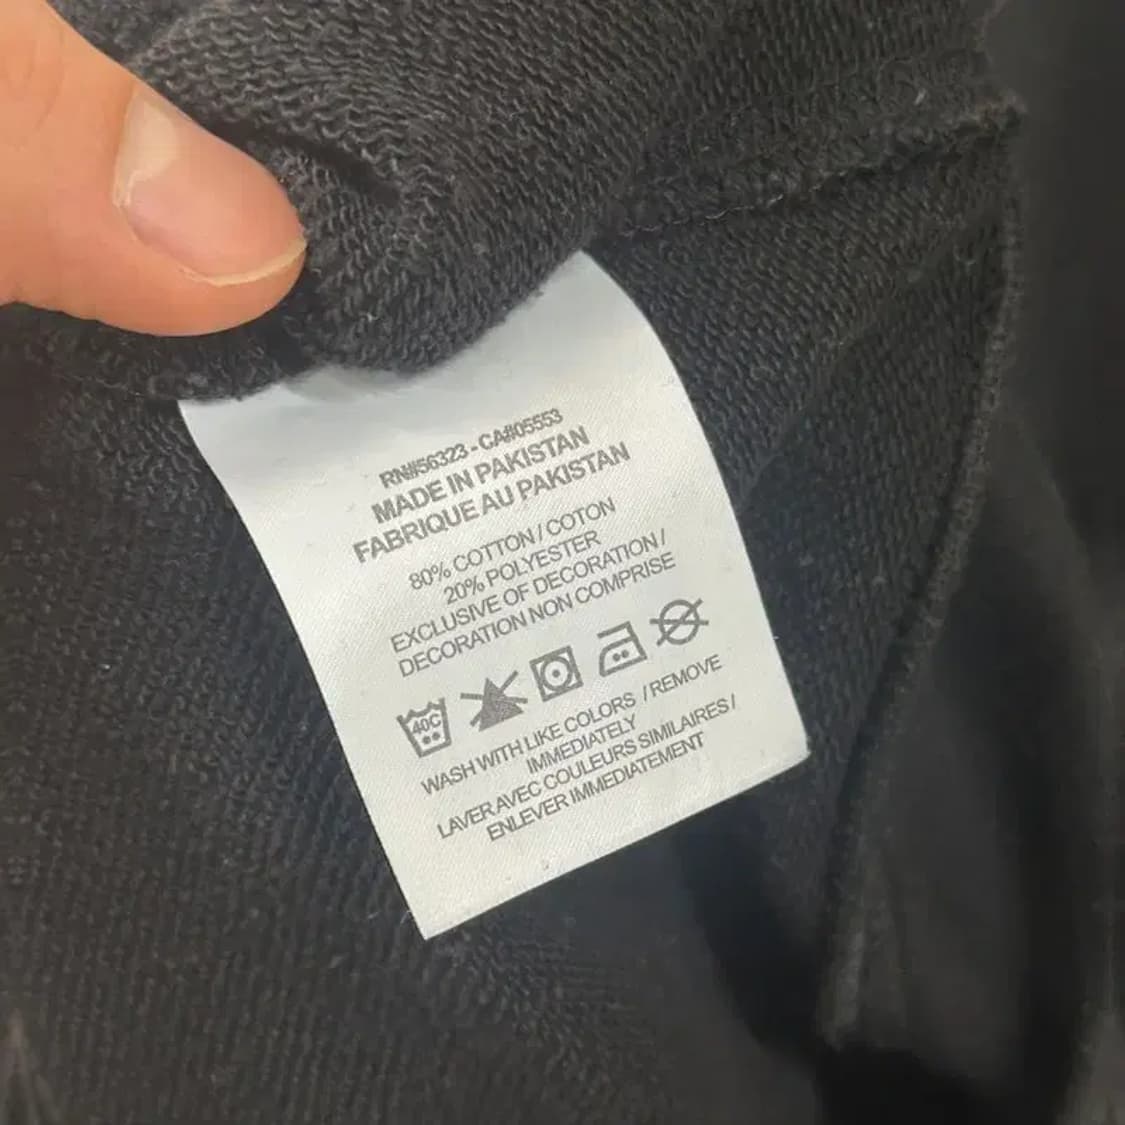 RN#56323 - CA#05553
MADE IN PAKISTAN
FABRIQUE AU PAKISTAN
80% COTTON / COTON
20% POLYESTER
EXCLUSIVE OF DECORATION /
DECORATION NON COMPRISE
40C
WASH WITH LIKE COLORS / REMOVE
IMMEDIATELY
LAVER AVEC COULEURS SIMILAIRES /
ENLEVER IMMEDIATEMENT